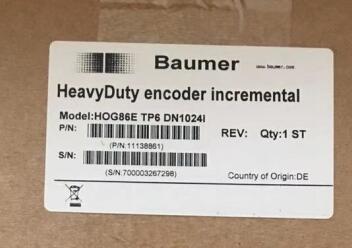 Baumer www.baumer.com
HeavyDuty encoder incremental
Model:HOG86E TP6 DN1024I
P/N:
(P/N:11138861)
REV: Qty:1 ST
S/N:
(S/N:700003267298)
Country of Origin:DE